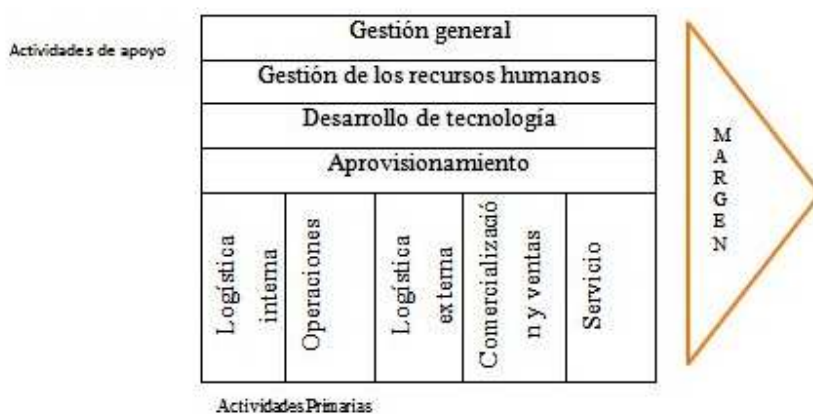 Gestión general
Actividades de apoyo
Gestión de los recursos humanos
Desarrollo de tecnología
Aprovisionamiento
Logística
interna
Operaciones
Logística
externa
Comercializació
n y ventas
Servicio
M
A
R
G
E
N
Actividades Primarias